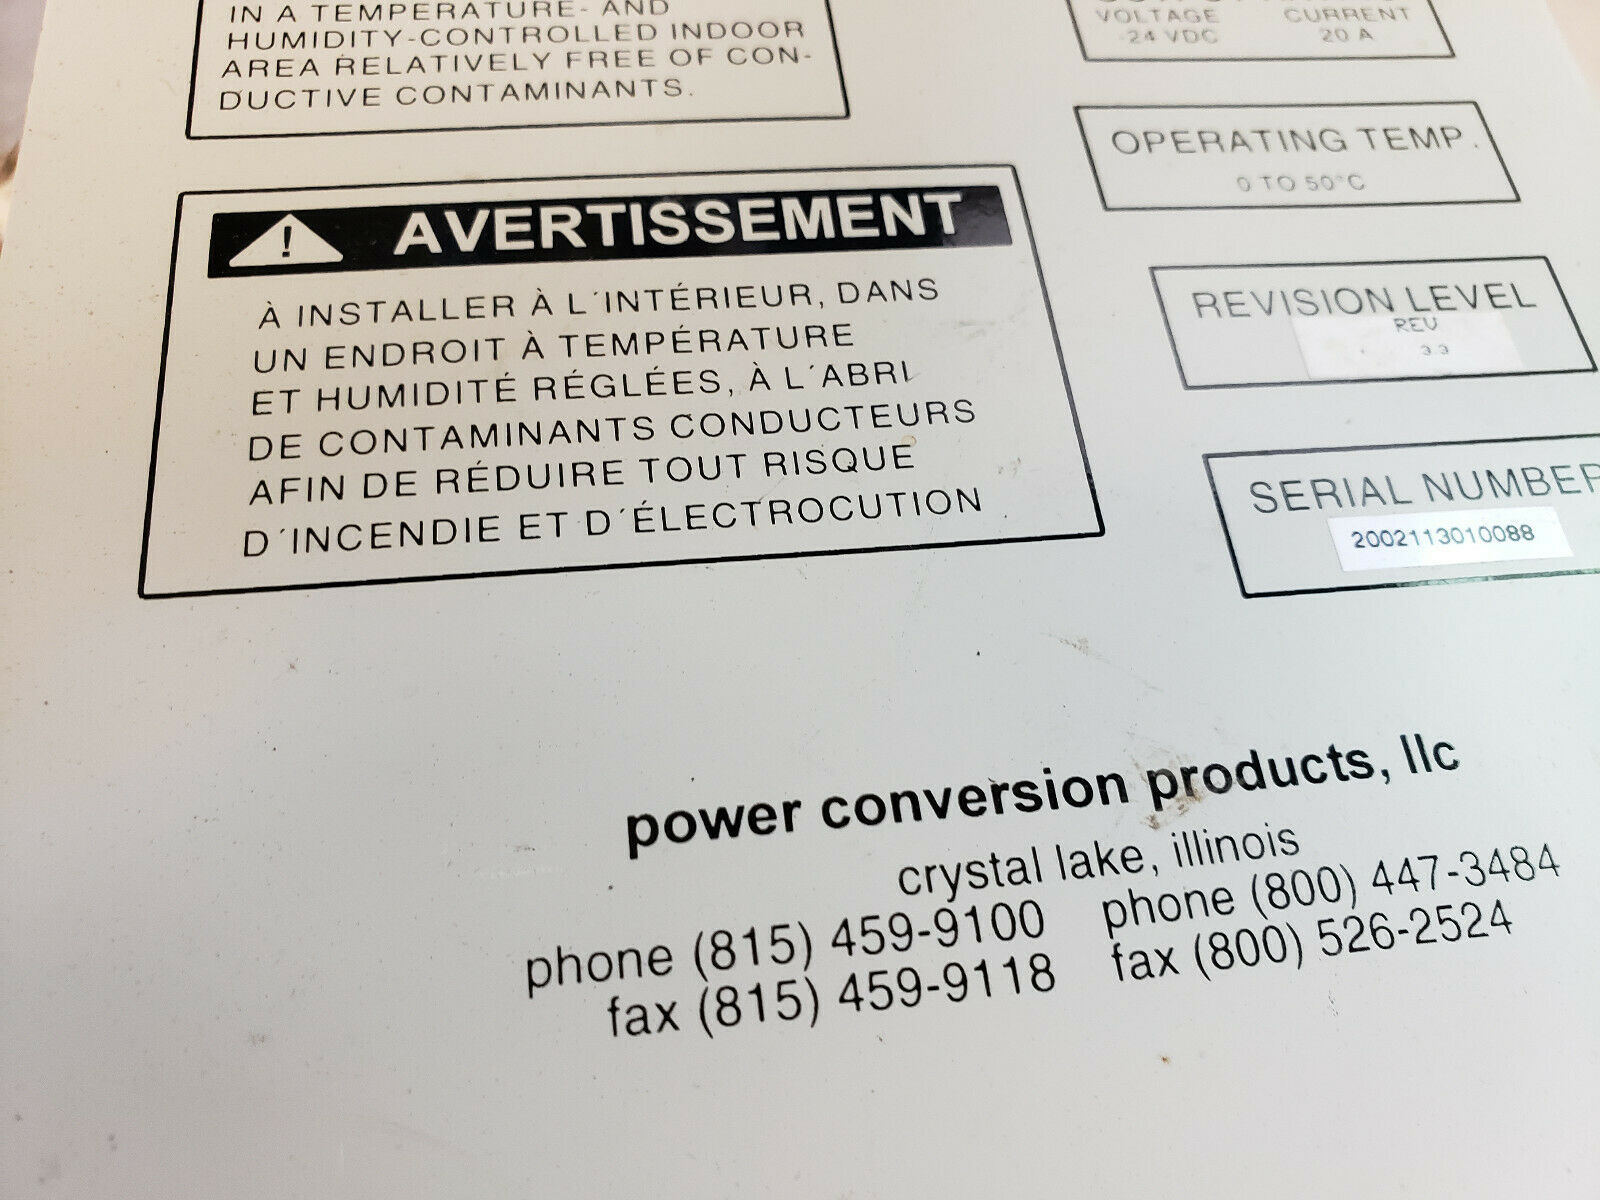 IN A TEMPERATURE- AND
HUMIDITY-CONTROLLED INDOOR
AREA RELATIVELY FREE OF CON-
DUCTIVE CONTAMINANTS.
! AVERTISSEMENT
À INSTALLER À L´INTÉRIEUR, DANS
UN ENDROIT À TEMPÉRATURE
ET HUMIDITÉ RÉGLÉES, À L´ABRI
DE CONTAMINANTS CONDUCTEURS
AFIN DE RÉDUIRE TOUT RISQUE
D´INCENDIE ET D´ÉLECTROCUTION
VOLTAGE CURRENT
-24 VDC 20 A
OPERATING TEMP.
0 TO 50°C
REVISION LEVEL
REV
3.3
SERIAL NUMBER
2002113010088
power conversion products, llc
crystal lake, illinois
phone (815) 459-9100 phone (800) 447-3484
fax (815) 459-9118 fax (800) 526-2524